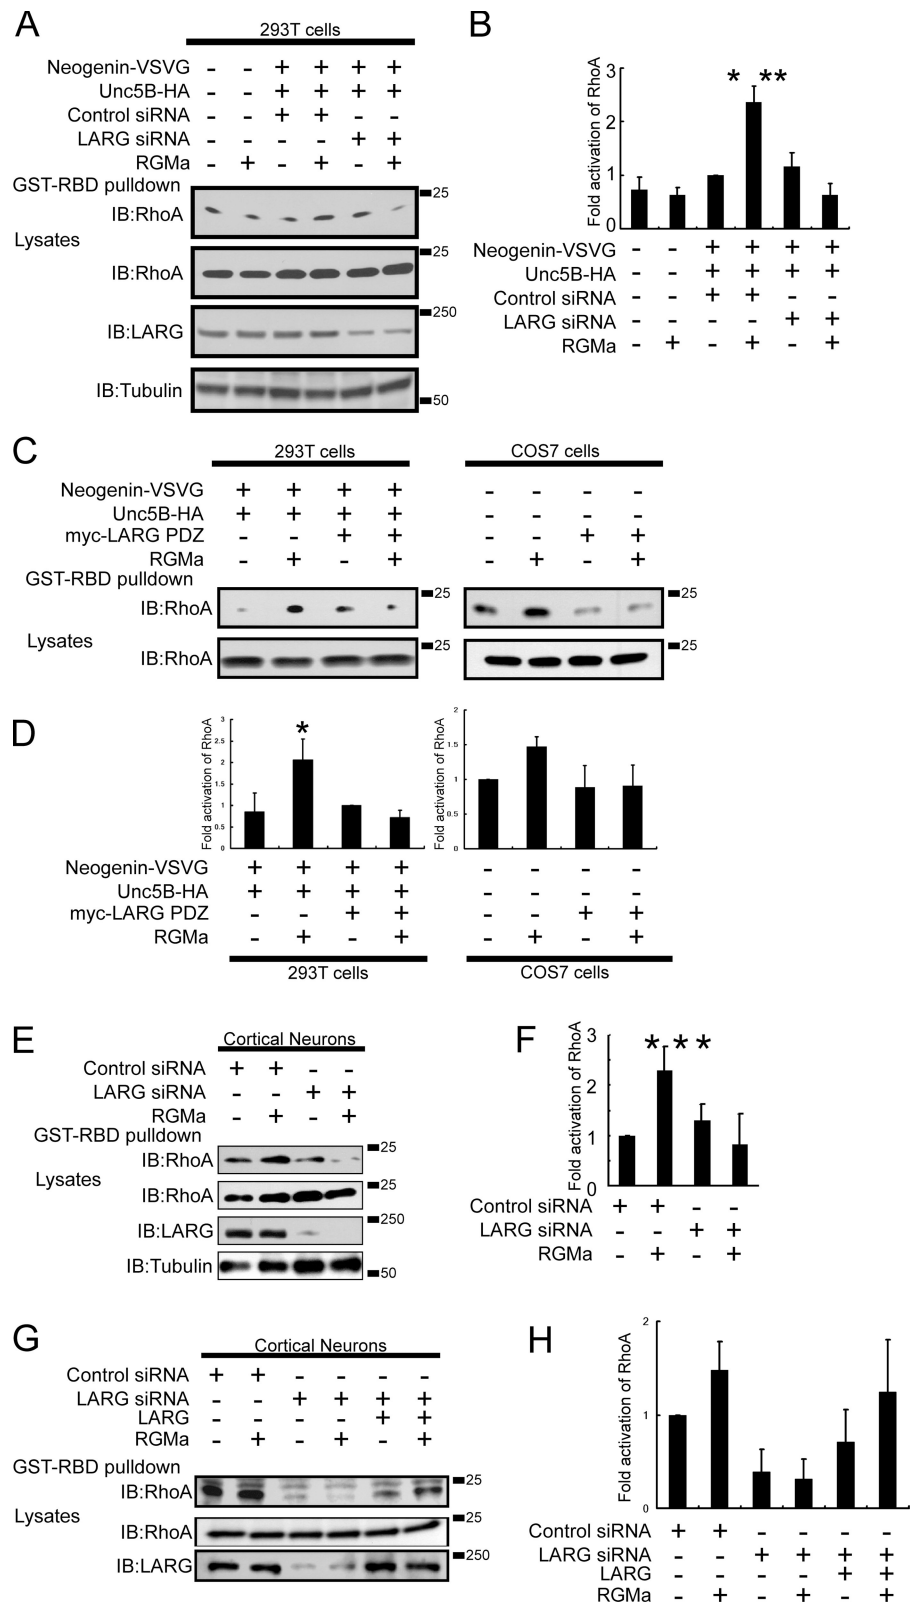 A
293T cells
Neogenin-VSVG - - + + + +
Unc5B-HA - - + + + +
Control siRNA - - + + - -
LARG siRNA - - - - + +
RGMa - + - + - +
GST-RBD pulldown
25
IB:RhoA
Lysates
25
IB:RhoA
250
IB:LARG
IB:Tubulin
50
B
Fold activation of RhoA
3
2
1
0
* **
Neogenin-VSVG - - + + + +
Unc5B-HA - - + + + +
Control siRNA - - + + - -
LARG siRNA - - - - + +
RGMa - + - + - +
C
293T cells COS7 cells
Neogenin-VSVG + + + + - - - -
Unc5B-HA + + + + - - - -
myc-LARG PDZ - - + + - - + +
RGMa - + - + - + - +
GST-RBD pulldown
25 25
IB:RhoA
Lysates
25 25
IB:RhoA
D
Fold activation of RhoA
3
2.5
2
1.5
1
0.5
0
*
Fold activation of RhoA
2
1.5
1
0.5
0
Neogenin-VSVG + + + + - - - -
Unc5B-HA + + + + - - - -
myc-LARG PDZ - - + + - - + +
RGMa - + - + - + - +
293T cells COS7 cells
E
Cortical Neurons
Control siRNA + + - -
LARG siRNA - - + +
RGMa - + - +
GST-RBD pulldown
25
IB:RhoA
Lysates
25
IB:RhoA
250
IB:LARG
IB:Tubulin
50
F
Fold activation of RhoA
3
2
1
0
* * *
Control siRNA + + - -
LARG siRNA - - + +
RGMa - + - +
G
Cortical Neurons
Control siRNA + + - - - -
LARG siRNA - - + + + +
LARG - - - - + +
RGMa - + - + - +
GST-RBD pulldown
25
IB:RhoA
Lysates
25
IB:RhoA
250
IB:LARG
H
Fold activation of RhoA
2
1
0
Control siRNA + + - - - -
LARG siRNA - - + + + +
LARG - - - - + +
RGMa - + - + - +